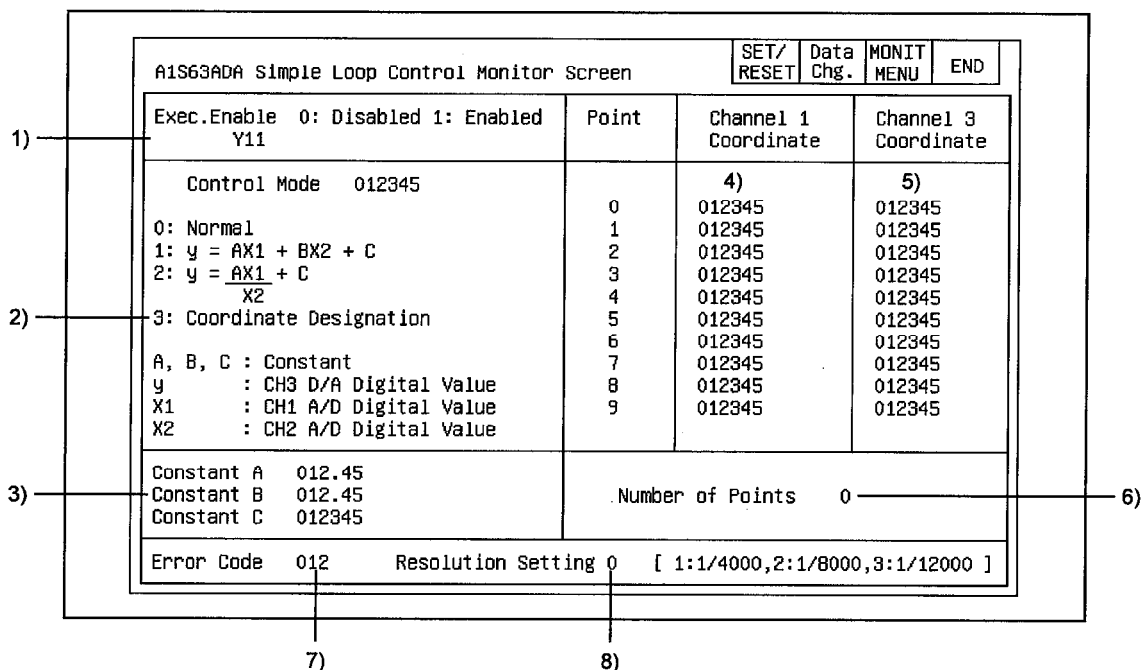 A1S63ADA Simple Loop Control Monitor Screen
SET/ RESET
Data Chg.
MONIT MENU
END
1)
Exec.Enable 0: Disabled 1: Enabled
Y11
Point
Channel 1 Coordinate
Channel 3 Coordinate
Control Mode 012345
4) 5)
0: Normal
1: y = AX1 + BX2 + C
2: y = AX1 + C
X2
2)
3: Coordinate Designation
A, B, C : Constant
y : CH3 D/A Digital Value
X1 : CH1 A/D Digital Value
X2 : CH2 A/D Digital Value
0 012345 012345
1 012345 012345
2 012345 012345
3 012345 012345
4 012345 012345
5 012345 012345
6 012345 012345
7 012345 012345
8 012345 012345
9 012345 012345
3)
Constant A 012.45
Constant B 012.45
Constant C 012345
Number of Points 0
6)
Error Code 012 Resolution Setting 0 [ 1:1/4000,2:1/8000,3:1/12000 ]
7) 8)